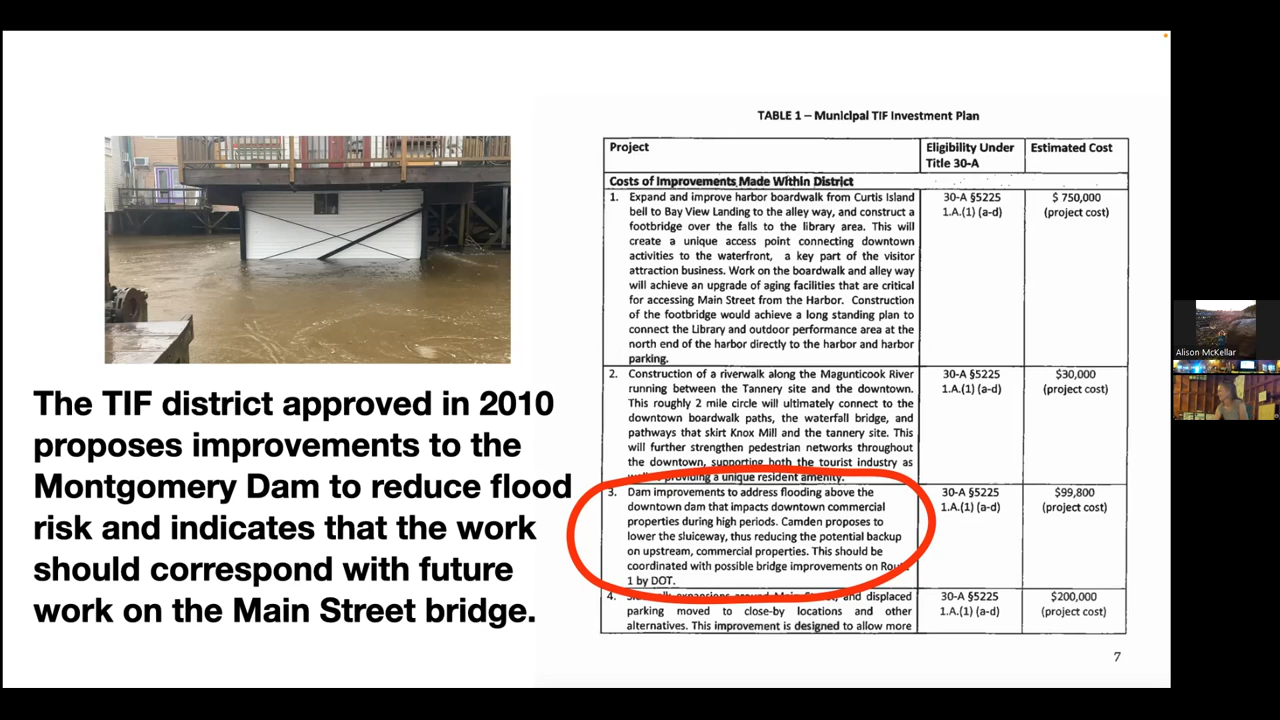 The TIF district approved in 2010
proposes improvements to the
Montgomery Dam to reduce flood
risk and indicates that the work
should correspond with future
work on the Main Street bridge.
TABLE 1 – Municipal TIF Investment Plan
Project
Eligibility Under
Title 30-A
Estimated Cost
Costs of Improvements Made Within District
1. Expand and improve harbor boardwalk from Curtis Island
bell to Bay View Landing to the alley way, and construct a
footbridge over the falls to the library area. This will
create a unique access point connecting downtown
activities to the waterfront, a key part of the visitor
attraction business. Work on the boardwalk and alley way
will achieve an upgrade of aging facilities that are critical
for accessing Main Street from the Harbor. Construction
of the footbridge would achieve a long standing plan to
connect the Library and outdoor performance area at the
north end of the harbor directly to the harbor and harbor
parking.
30-A §5225
1.A.(1) (a-d)
$ 750,000
(project cost)
2. Construction of a riverwalk along the Magunticook River
running between the Tannery site and the downtown.
This roughly 2 mile circle will ultimately connect to the
downtown boardwalk paths, the waterfall bridge, and
pathways that skirt Knox Mill and the tannery site. This
will further strengthen pedestrian networks throughout
the downtown, supporting both the tourist industry as
providing a unique resident amenity.
30-A §5225
1.A.(1) (a-d)
$30,000
(project cost)
3. Dam improvements to address flooding above the
downtown dam that impacts downtown commercial
properties during high periods. Camden proposes to
lower the sluiceway, thus reducing the potential backup
on upstream, commercial properties. This should be
coordinated with possible bridge improvements on
1 by DOT.
30-A §5225
1.A.(1) (a-d)
$99,800
(project cost)
4. expansions around Main Street, and displaced
parking moved to close-by locations and other
alternatives. This improvement is designed to allow more
30-A §5225
1.A.(1) (a-d)
$200,000
(project cost)
7
Alison McKellar